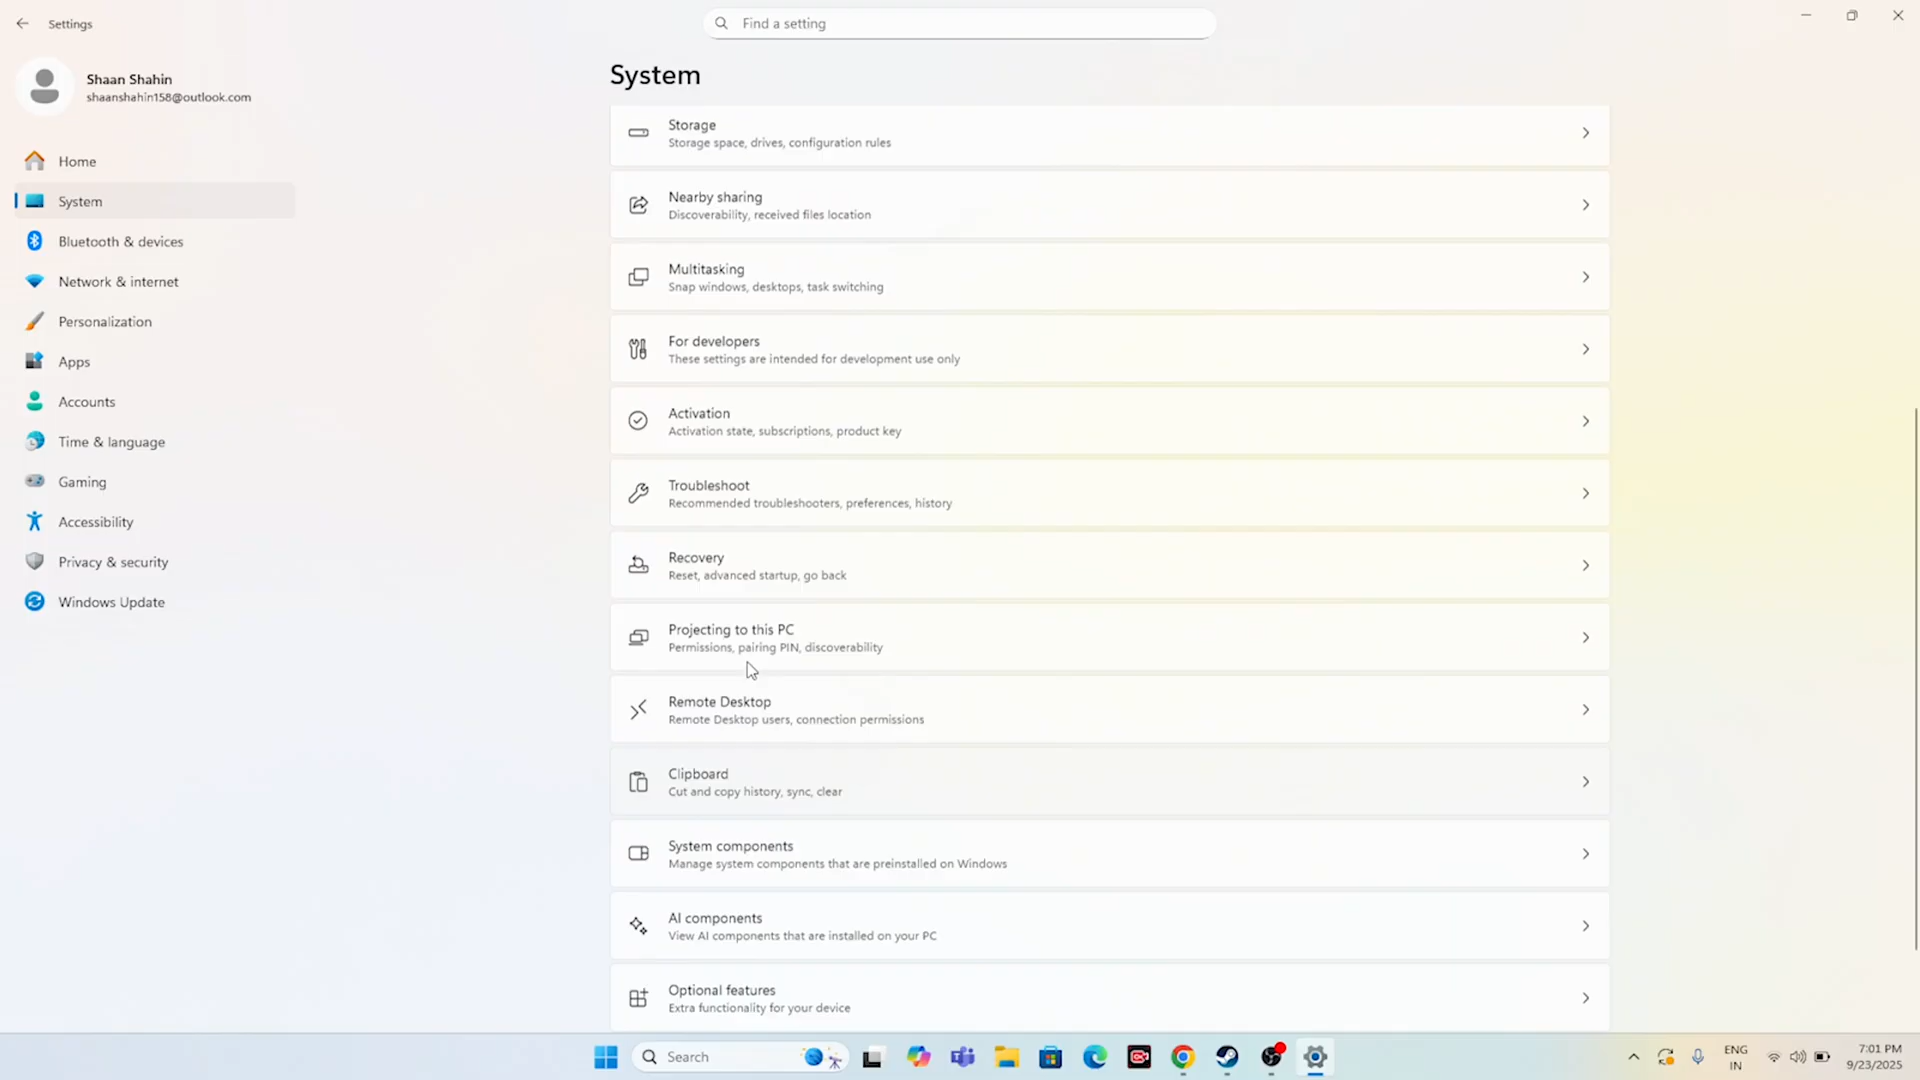 Settings
Find a setting
Shaan Shahin
shaanshahin158@outlook.com
Home
System
Bluetooth & devices
Network & internet
Personalization
Apps
Accounts
Time & language
Gaming
Accessibility
Privacy & security
Windows Update
System
Storage
Storage space, drives, configuration rules
Nearby sharing
Discoverability, received files location
Multitasking
Snap windows, desktops, task switching
For developers
These settings are intended for development use only
Activation
Activation state, subscriptions, product key
Troubleshoot
Recommended troubleshooters, preferences, history
Recovery
Reset, advanced startup, go back
Projecting to this PC
Permissions, pairing PIN, discoverability
Remote Desktop
Remote Desktop users, connection permissions
Clipboard
Cut and copy history, sync, clear
System components
Manage system components that are preinstalled on Windows
AI components
View AI components that are installed on your PC
Optional features
Extra functionality for your device
Search
ENG
IN
7:01 PM
9/23/2025